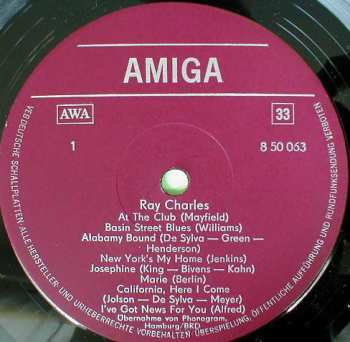 AMIGA
AWA
33
1
8 50 063
Ray Charles
At The Club (Mayfield)
Basin Street Blues (Williams)
Alabamy Bound (De Sylva — Green —
Henderson)
New York's My Home (Jenkins)
Josephine (King — Bivens — Kahn)
Marie (Berlin)
California, Here I Come
(Jolson — De Sylva — Meyer)
I've Got News For You (Alfred)
Übernahme von Phonogram,
Hamburg/BRD
VEB DEUTSCHE SCHALLPLATTEN · ALLE HERSTELLER- UND URHEBERRECHTE VORBEHALTEN · ÜBERSPIELUNG, ÖFFENTLICHE AUFFÜHRUNG UND RUNDFUNKSENDUNG VERBOTEN